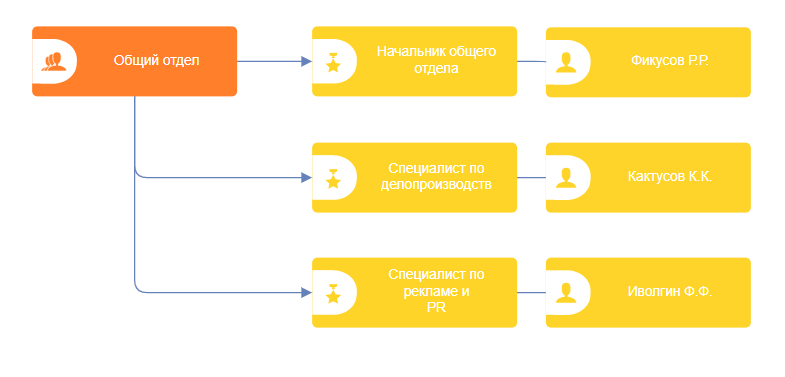 Общий отдел
Начальник общего
отдела
Фикусов Р.Р.
Специалист по
делопроизводств
Кактусов К.К.
Специалист по
рекламе и
PR
Иволгин Ф.Ф.